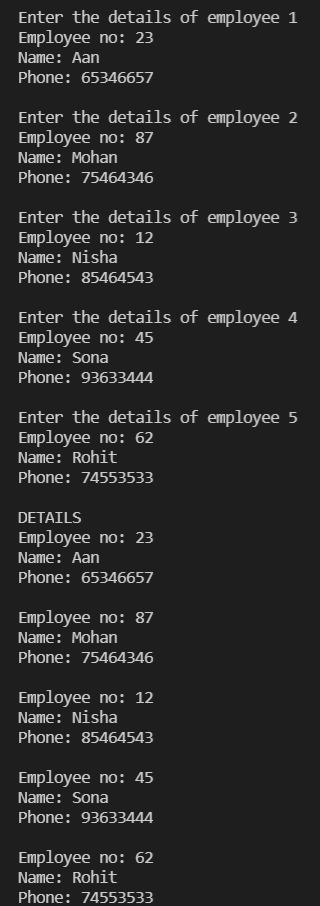 Enter the details of employee 1
Employee no: 23
Name: Aan
Phone: 65346657
Enter the details of employee 2
Employee no: 87
Name: Mohan
Phone: 75464346
Enter the details of employee 3
Employee no: 12
Name: Nisha
Phone: 85464543
Enter the details of employee 4
Employee no: 45
Name: Sona
Phone: 93633444
Enter the details of employee 5
Employee no: 62
Name: Rohit
Phone: 74553533
DETAILS
Employee no: 23
Name: Aan
Phone: 65346657
Employee no: 87
Name: Mohan
Phone: 75464346
Employee no: 12
Name: Nisha
Phone: 85464543
Employee no: 45
Name: Sona
Phone: 93633444
Employee no: 62
Name: Rohit
Phone: 74553533